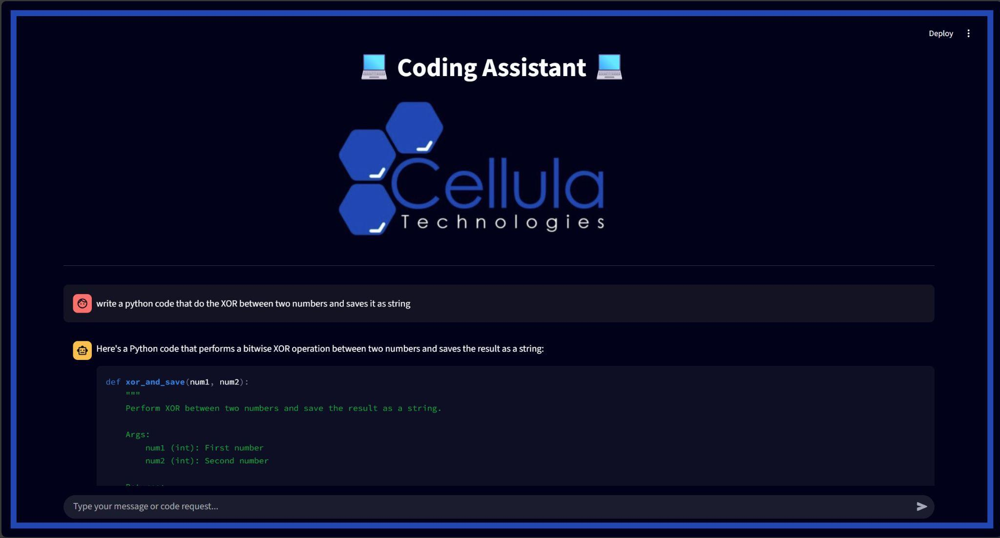 Deploy
Coding Assistant
Cellula
Technologies
write a python code that do the XOR between two numbers and saves it as string
Here's a Python code that performs a bitwise XOR operation between two numbers and saves the result as a string:
def xor_and_save(num1, num2):
"""
Perform XOR between two numbers and save the result as a string.
Args:
num1 (int): First number
num2 (int): Second number
Type your message or code request...